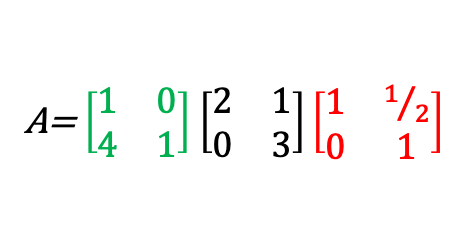 A= [1 0] [2 1] [1 1/2]
[4 1] [0 3] [0 1]